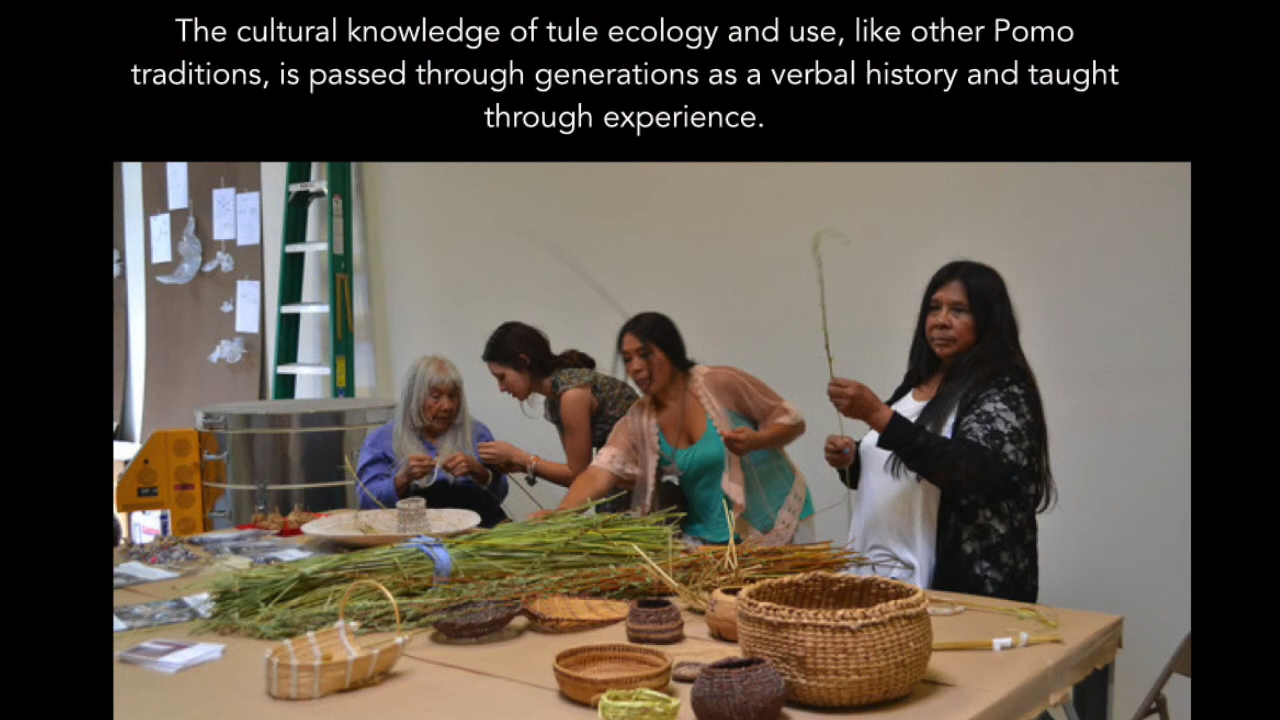 The cultural knowledge of tule ecology and use, like other Pomo
traditions, is passed through generations as a verbal history and taught
through experience.